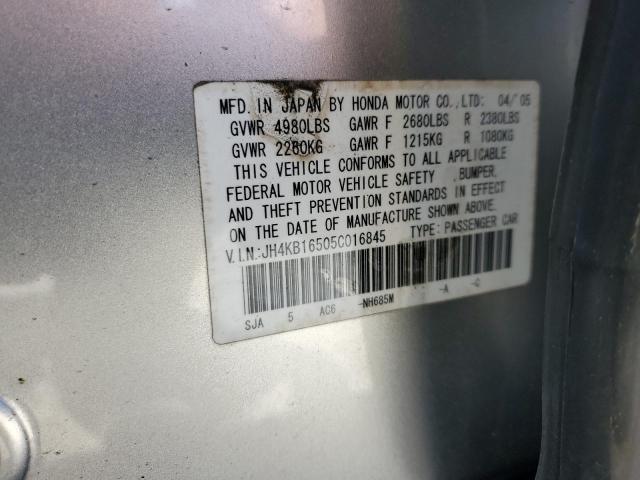 MFD. IN JAPAN BY HONDA MOTOR CO., LTD: 04/'05
GVWR 4980LBS GAWR F 2680LBS R 2380LBS
GVWR 2260KG GAWR F 1215KG R 1080KG
THIS VEHICLE CONFORMS TO ALL APPLICABLE
FEDERAL MOTOR VEHICLE SAFETY , BUMPER,
AND THEFT PREVENTION STANDARDS IN EFFECT
ON THE DATE OF MANUFACTURE SHOWN ABOVE.
V.I.N.:JH4KB16505C016845 TYPE: PASSENGER CAR
SJA 5 AC6 -NH685M -A -C